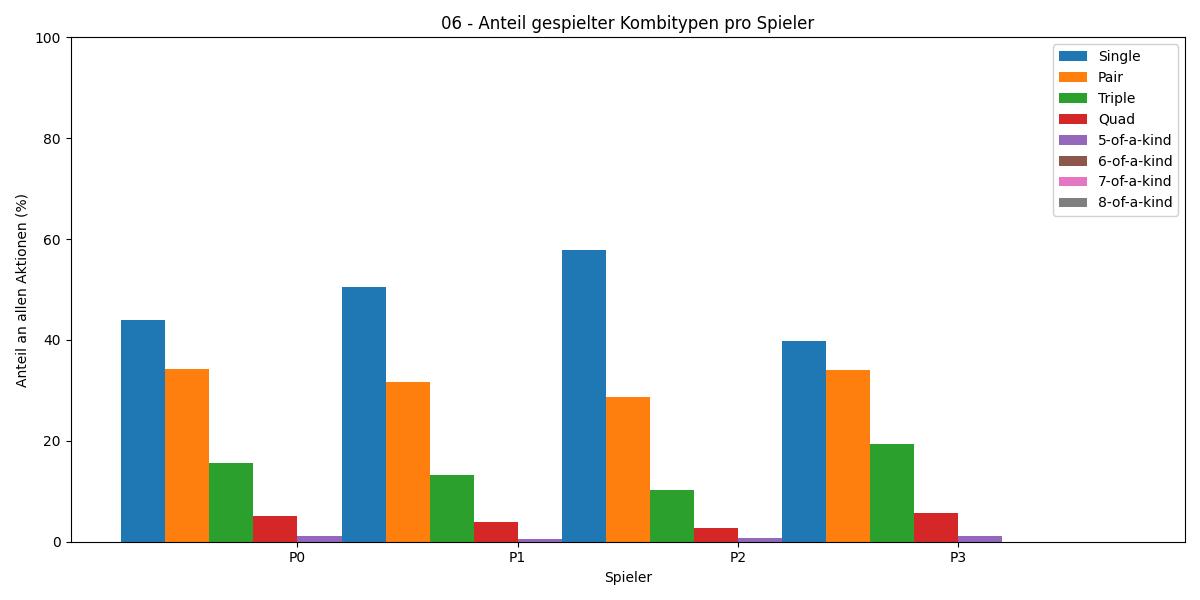 06 - Anteil gespielter Kombitypen pro Spieler
100
80
60
40
20
0
Anteil an allen Aktionen (%)
Single
Pair
Triple
Quad
5-of-a-kind
6-of-a-kind
7-of-a-kind
8-of-a-kind
P0
P1
P2
P3
Spieler